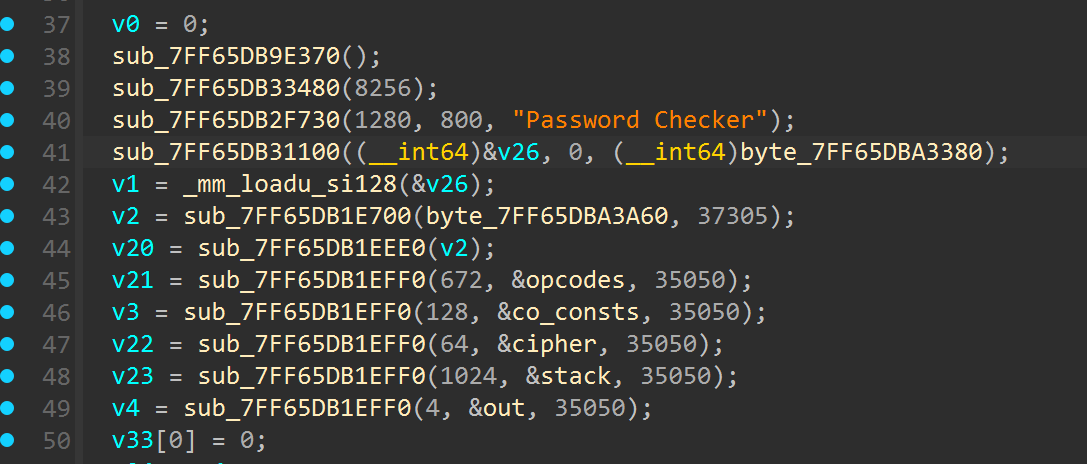 37 v0 = 0;
38 sub_7FF65DB9E370();
39 sub_7FF65DB33480(8256);
40 sub_7FF65DB2F730(1280, 800, "Password Checker");
41 sub_7FF65DB31100((__int64)&v26, 0, (__int64)byte_7FF65DBA3380);
42 v1 = _mm_loadu_si128(&v26);
43 v2 = sub_7FF65DB1E700(byte_7FF65DBA3A60, 37305);
44 v20 = sub_7FF65DB1EEE0(v2);
45 v21 = sub_7FF65DB1EFF0(672, &opcodes, 35050);
46 v3 = sub_7FF65DB1EFF0(128, &co_consts, 35050);
47 v22 = sub_7FF65DB1EFF0(64, &cipher, 35050);
48 v23 = sub_7FF65DB1EFF0(1024, &stack, 35050);
49 v4 = sub_7FF65DB1EFF0(4, &out, 35050);
50 v33[0] = 0;